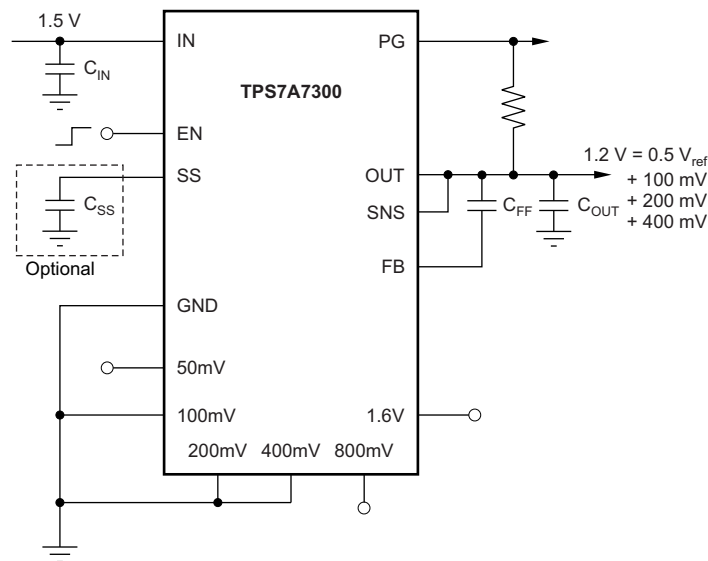 1.5 V
IN
PG
C_IN
TPS7A7300
EN
SS
OUT
1.2 V = 0.5 V_ref
+ 100 mV
+ 200 mV
+ 400 mV
C_SS
SNS
C_FF
C_OUT
Optional
FB
GND
50mV
100mV
1.6V
200mV 400mV 800mV